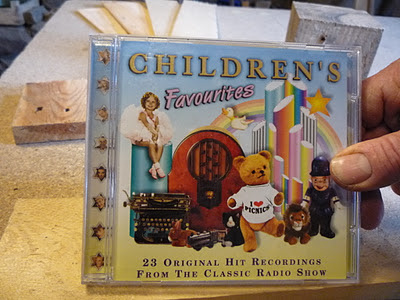 CHILDREN'S
Favourites
I ❤ PICNICS
23 ORIGINAL HIT RECORDINGS
FROM THE CLASSIC RADIO SHOW